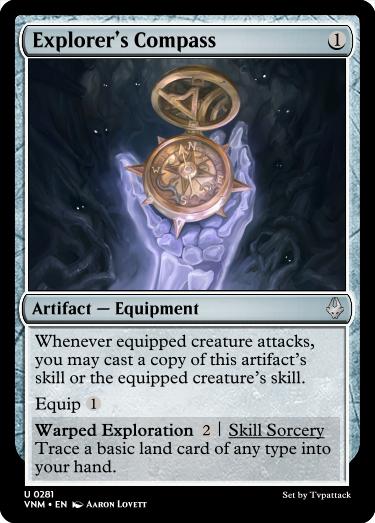 Explorer's Compass 1
Artifact — Equipment
Whenever equipped creature attacks,
you may cast a copy of this artifact's
skill or the equipped creature's skill.
Equip 1
Warped Exploration 2 | Skill Sorcery
Trace a basic land card of any type into
your hand.
U 0281
VNM • EN Aaron Lovett
Set by Tvpattack